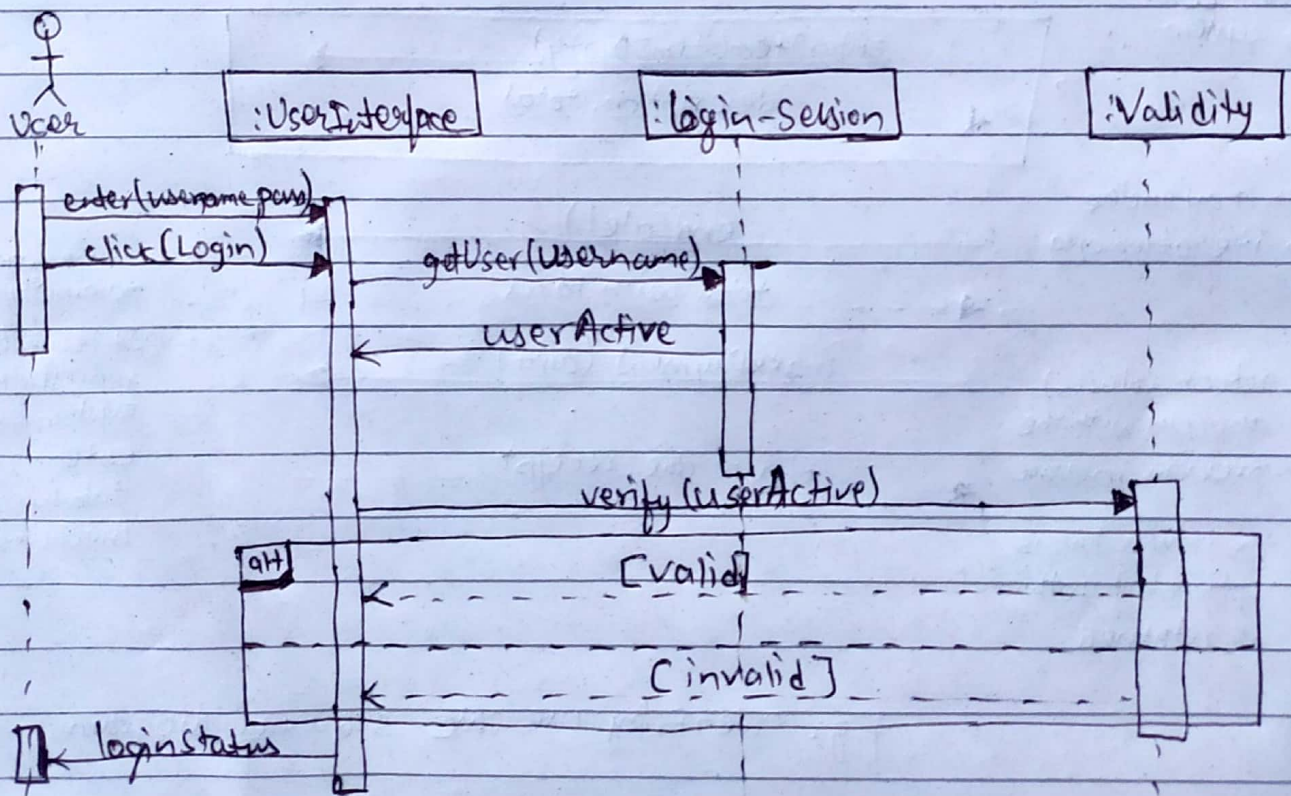 User
:UserInterface
:Login-Session
:Validity
enter(username pass)
click(Login)
getUser(Username)
userActive
verify(userActive)
alt
[valid]
[invalid]
loginStatus